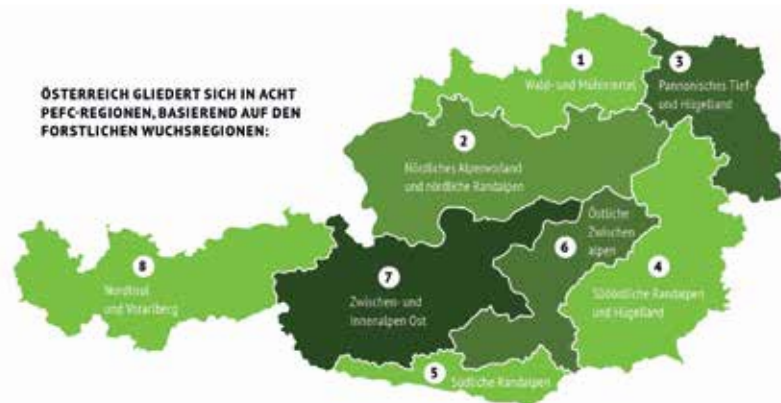 ÖSTERREICH GLIEDERT SICH IN ACHT
PEFC-REGIONEN, BASIEREND AUF DEN
FORSTLICHEN WUCHSREGIONEN:
1
Wald- und Mühlviertel
3
Pannonisches Tief-
und Hügelland
2
Nördliches Alpenvorland
und nördliche Randalpen
Östliche
Zwischen
alpen
6
4
Südöstliche Randalpen
und Hügelland
7
Zwischen- und
Inneralpen Ost
8
Nordtirol
und Vorarlberg
5
Südliche Randalpen